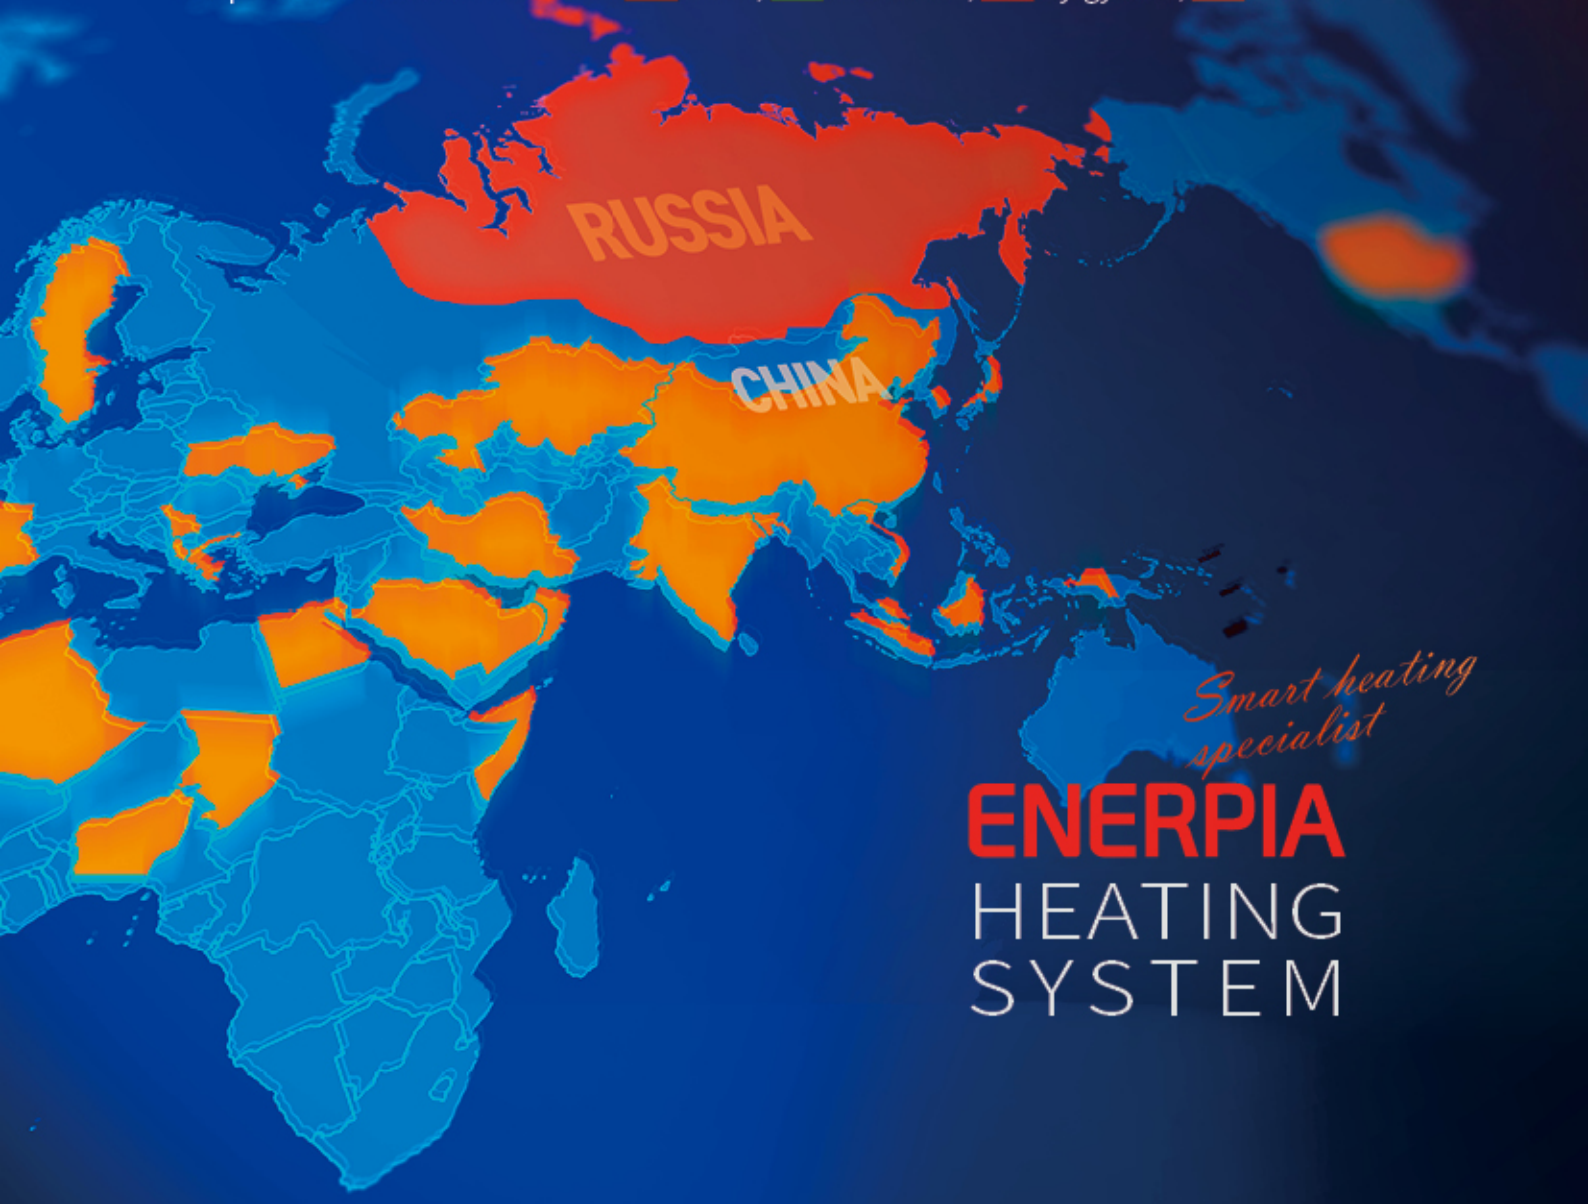 RUSSIA
CHINA
Smart heating
specialist
ENERPIA
HEATING
SYSTEM